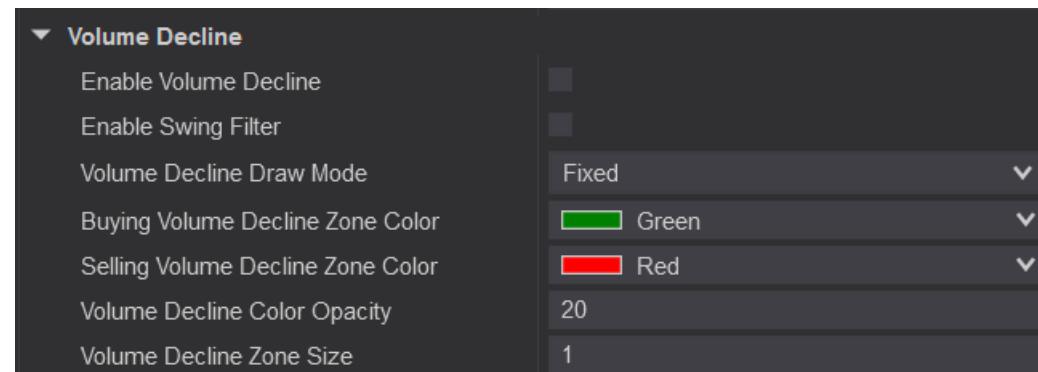 Volume Decline
Enable Volume Decline
Enable Swing Filter
Volume Decline Draw Mode Fixed
Buying Volume Decline Zone Color Green
Selling Volume Decline Zone Color Red
Volume Decline Color Opacity 20
Volume Decline Zone Size 1